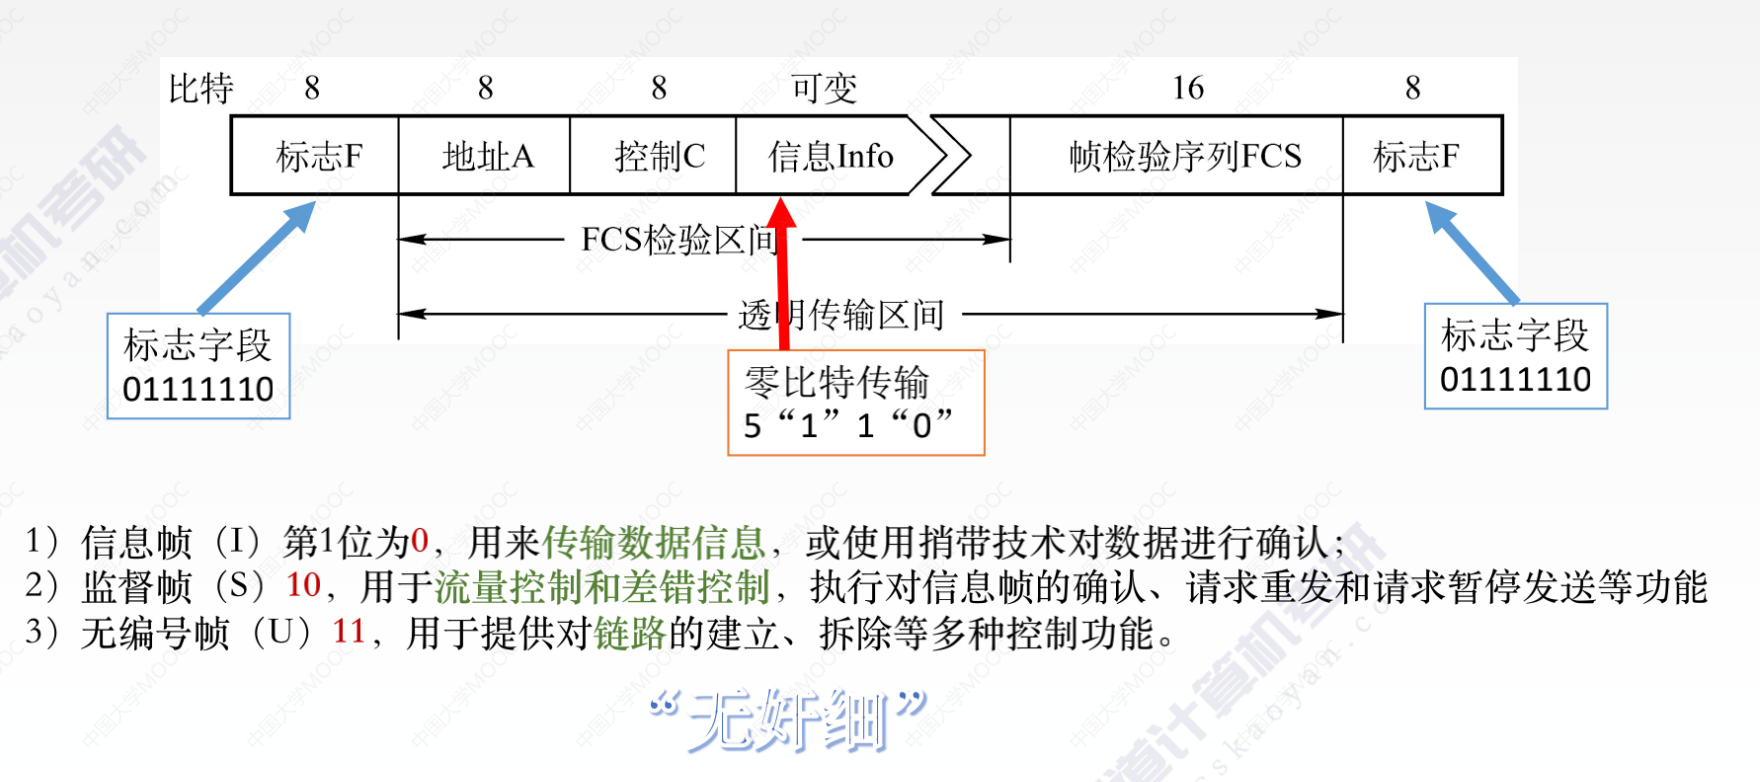 比特 8 8 8 可变 16 8
标志F 地址A 控制C 信息Info 帧检验序列FCS 标志F
FCS检验区间
透明传输区间
标志字段
01111110
零比特传输
5“1”1“0”
标志字段
01111110
1）信息帧（I）第1位为0，用来传输数据信息，或使用捎带技术对数据进行确认；
2）监督帧（S）10，用于流量控制和差错控制，执行对信息帧的确认、请求重发和请求暂停发送等功能
3）无编号帧（U）11，用于提供对链路的建立、拆除等多种控制功能。
“无奸细”
中国大学MOOC